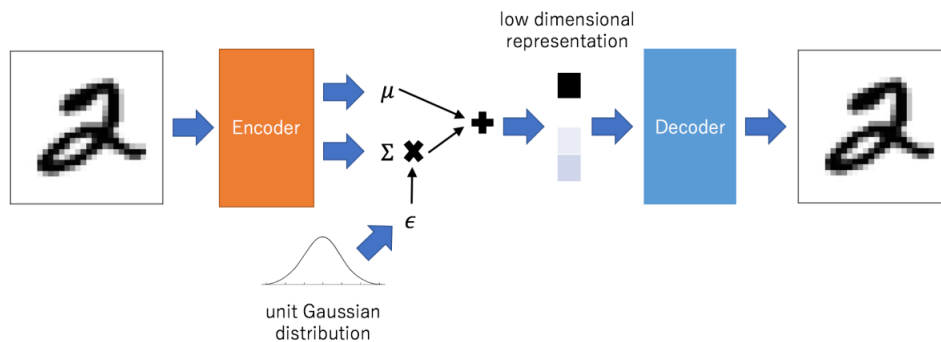 low dimensional
representation
Encoder
μ
Σ
ϵ
Decoder
unit Gaussian
distribution